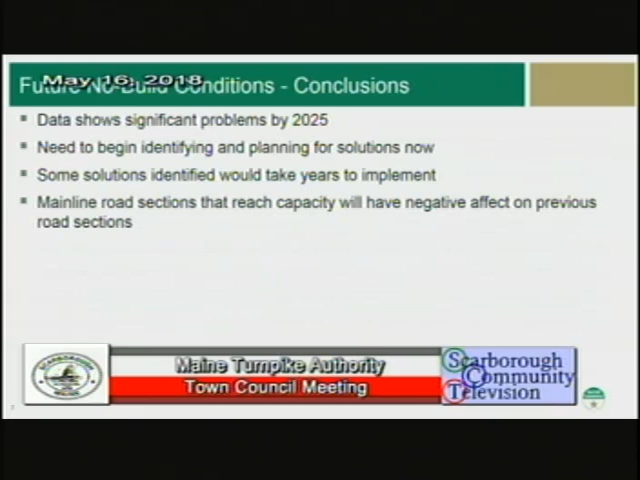 May 16, 2018
Future No-Build Conditions - Conclusions
Data shows significant problems by 2025
Need to begin identifying and planning for solutions now
Some solutions identified would take years to implement
Mainline road sections that reach capacity will have negative affect on previous
road sections
SCARBOROUGH
MAINE
Maine Turnpike Authority
Town Council Meeting
Scarborough
Community
Television